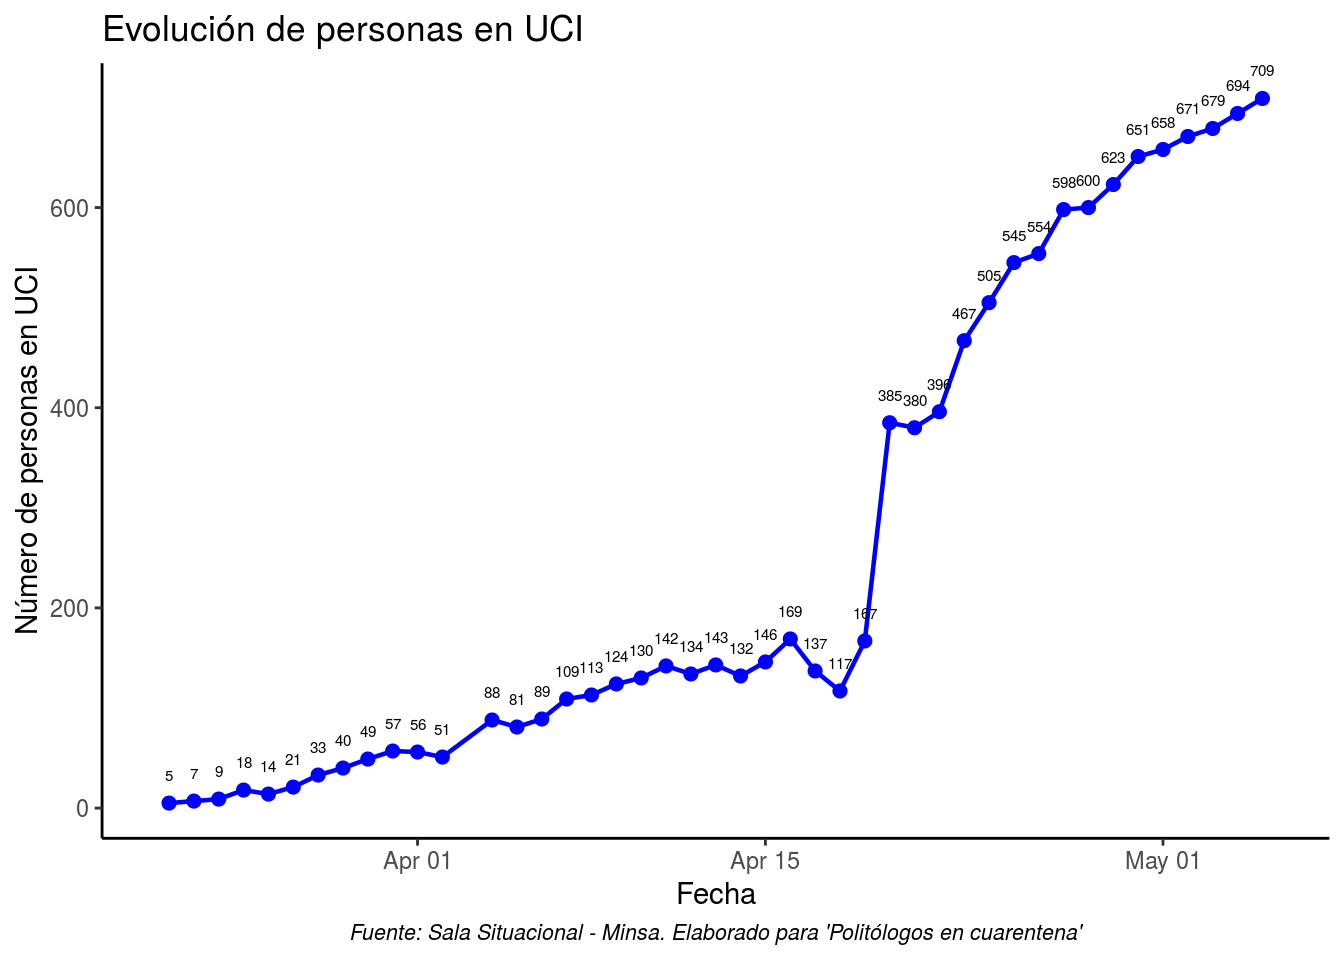 Evolución de personas en UCI
Número de personas en UCI
600
400
200
0
5 7 9 18 14 21 33 40 49 57 56 51 88 81 89 109 113 124 130 142 134 143 132 146 169 137 117 167 385 380 396 467 505 545 554 598 600 623 651 658 671 679 694 709
Apr 01 Apr 15 May 01
Fecha
Fuente: Sala Situacional - Minsa. Elaborado para 'Politólogos en cuarentena'